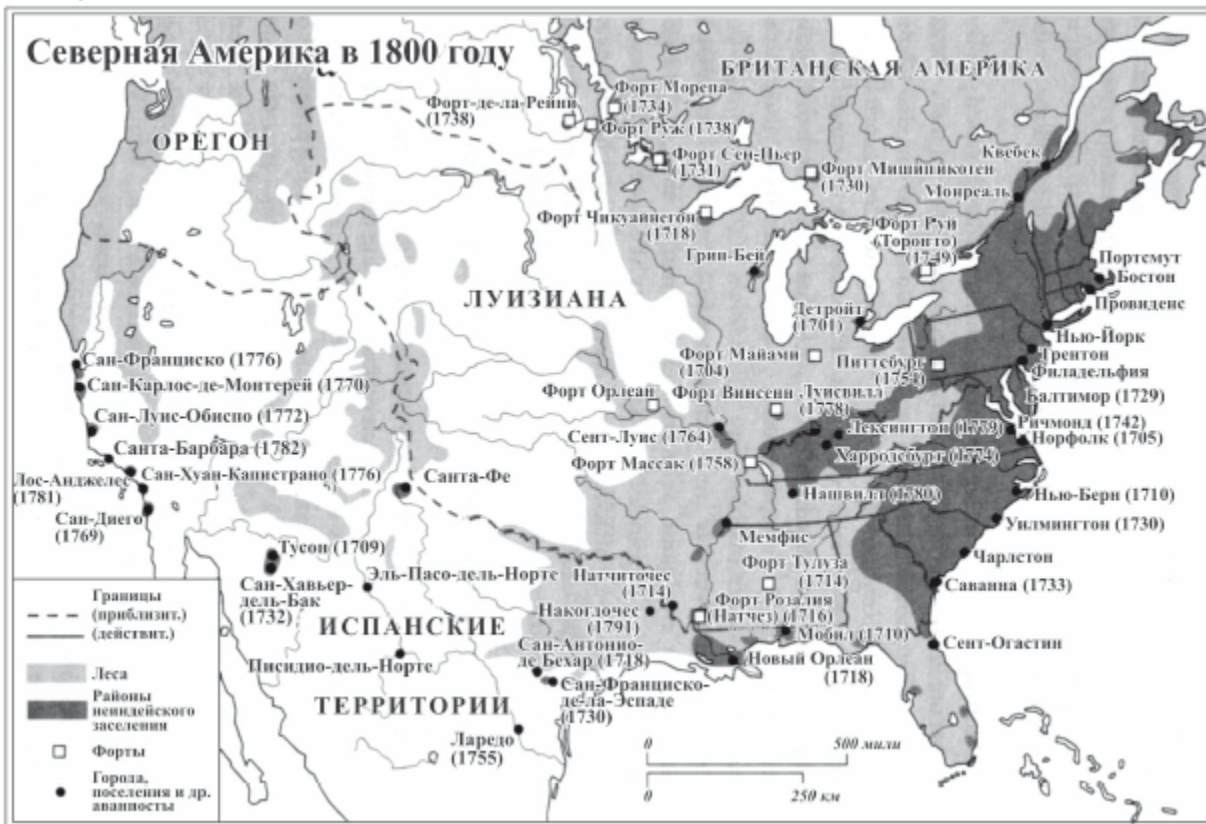 Северная Америка в 1800 году
БРИТАНСКАЯ АМЕРИКА
Форт Морепа
(1734)
Форт-де-ла-Рейни
(1738)
Форт Руж (1738)
ОРЕГОН
Форт Сен-Пьер
(1731)
Квебек
Форт Мишипикотен
(1730)
Монреаль
Форт Чикуайнегон
(1718)
Форт Руй
(Торонто)
(1749)
Грин-Бей
Портсмут
Бостон
Провиденс
ЛУИЗИАНА
Детройт
(1701)
Нью-Йорк
Трентон
Филадельфия
Сан-Франциско (1776)
Форт Майами
(1704)
Питтсбург
(1754)
Сан-Карлос-де-Монтерей (1770)
Балтимор (1729)
Форт Орлеан
Форт Винсенн
Луисвилл
(1778)
Сан-Луис-Обиспо (1772)
Ричмонд (1742)
Сент-Луис (1764)
Лексингтон (1779)
Норфолк (1705)
Санта-Барбара (1782)
Харродсбург (1774)
Форт Массак (1758)
Лос-Анджелес
(1781)
Сан-Хуан-Капистрано (1776)
Санта-Фе
Нашвилл (1780)
Нью-Берн (1710)
Сан-Диего
(1769)
Уилмингтон (1730)
Мемфис
Тусон (1709)
Чарлстон
Эль-Пасо-дель-Норте
Натчиточес
(1714)
Форт Тулуза
(1714)
Сан-Хавьер-
дель-Бак
(1732)
Саванна (1733)
Форт Розалия
(Натчез) (1716)
Накогдочес
(1791)
ИСПАНСКИЕ
Мобил (1710)
Сан-Антонио-
де Бехар (1718)
Сент-Огастин
Писидио-дель-Норте
Новый Орлеан
(1718)
Сан-Франциско-
де-ла-Эспаде
(1730)
ТЕРРИТОРИИ
Ларедо
(1755)
Границы
(приблизит.)
(действит.)
Леса
Районы
неиндейского
заселения
Форты
Города,
поселения и др.
аванпосты
0 500 мили
0 250 км